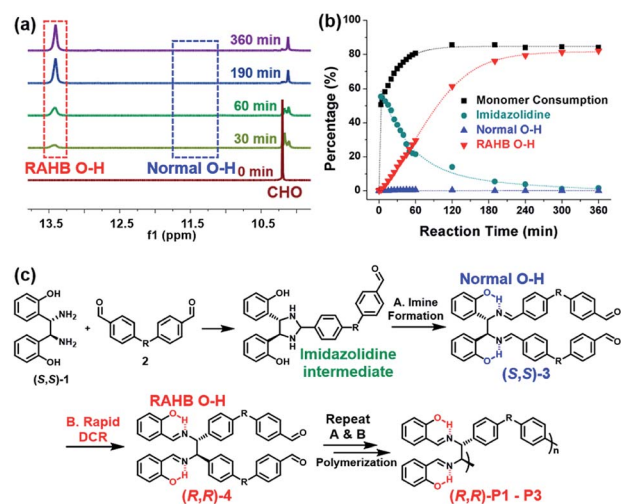 (a)
360 min
190 min
60 min
30 min
0 min
RAHB O-H
Normal O-H
CHO
13.5 12.5 11.5 10.5
f1 (ppm)
(b)
Percentage (%)
100
80
60
40
20
0
Monomer Consumption
Imidazolidine
Normal O-H
RAHB O-H
0 60 120 180 240 300 360
Reaction Time (min)
(c)
OH
NH2
NH2
OH
(S,S)-1
+
O
O
R
2
OH
H
N
N
H
OH
R
O
Imidazolidine
intermediate
A. Imine
Formation
Normal O-H
O
H
N
R
O
N
H
O
R
O
(S,S)-3
B. Rapid
DCR
RAHB O-H
O
H
N
R
O
O
H
N
R
O
(R,R)-4
Repeat
A & B
Polymerization
O
H
N
R
n
O
H
N
(R,R)-P1 - P3